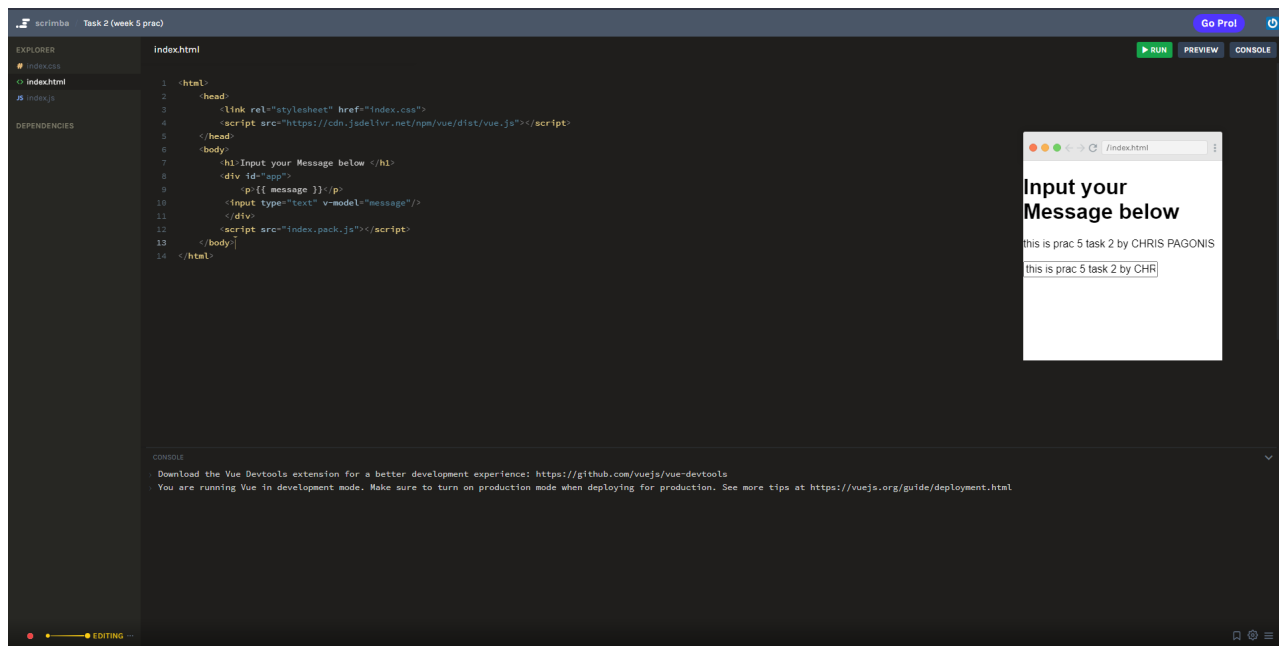 scrimba Task 2 (week 5 prac)
Go Pro!
EXPLORER
# index.css
<> index.html
JS index.js
DEPENDENCIES
index.html
RUN PREVIEW CONSOLE
1 <html>
2 <head>
3 <link rel="stylesheet" href="index.css">
4 <script src="https://cdn.jsdelivr.net/npm/vue/dist/vue.js"></script>
5 </head>
6 <body>
7 <h1>Input your Message below </h1>
8 <div id="app">
9 <p>{{ message }}</p>
10 <input type="text" v-model="message"/>
11 </div>
12 <script src="index.pack.js"></script>
13 </body>
14 </html>
/index.html
Input your
Message below
this is prac 5 task 2 by CHRIS PAGONIS
this is prac 5 task 2 by CHR
CONSOLE
› Download the Vue Devtools extension for a better development experience: https://github.com/vuejs/vue-devtools
› You are running Vue in development mode. Make sure to turn on production mode when deploying for production. See more tips at https://vuejs.org/guide/deployment.html
EDITING ...